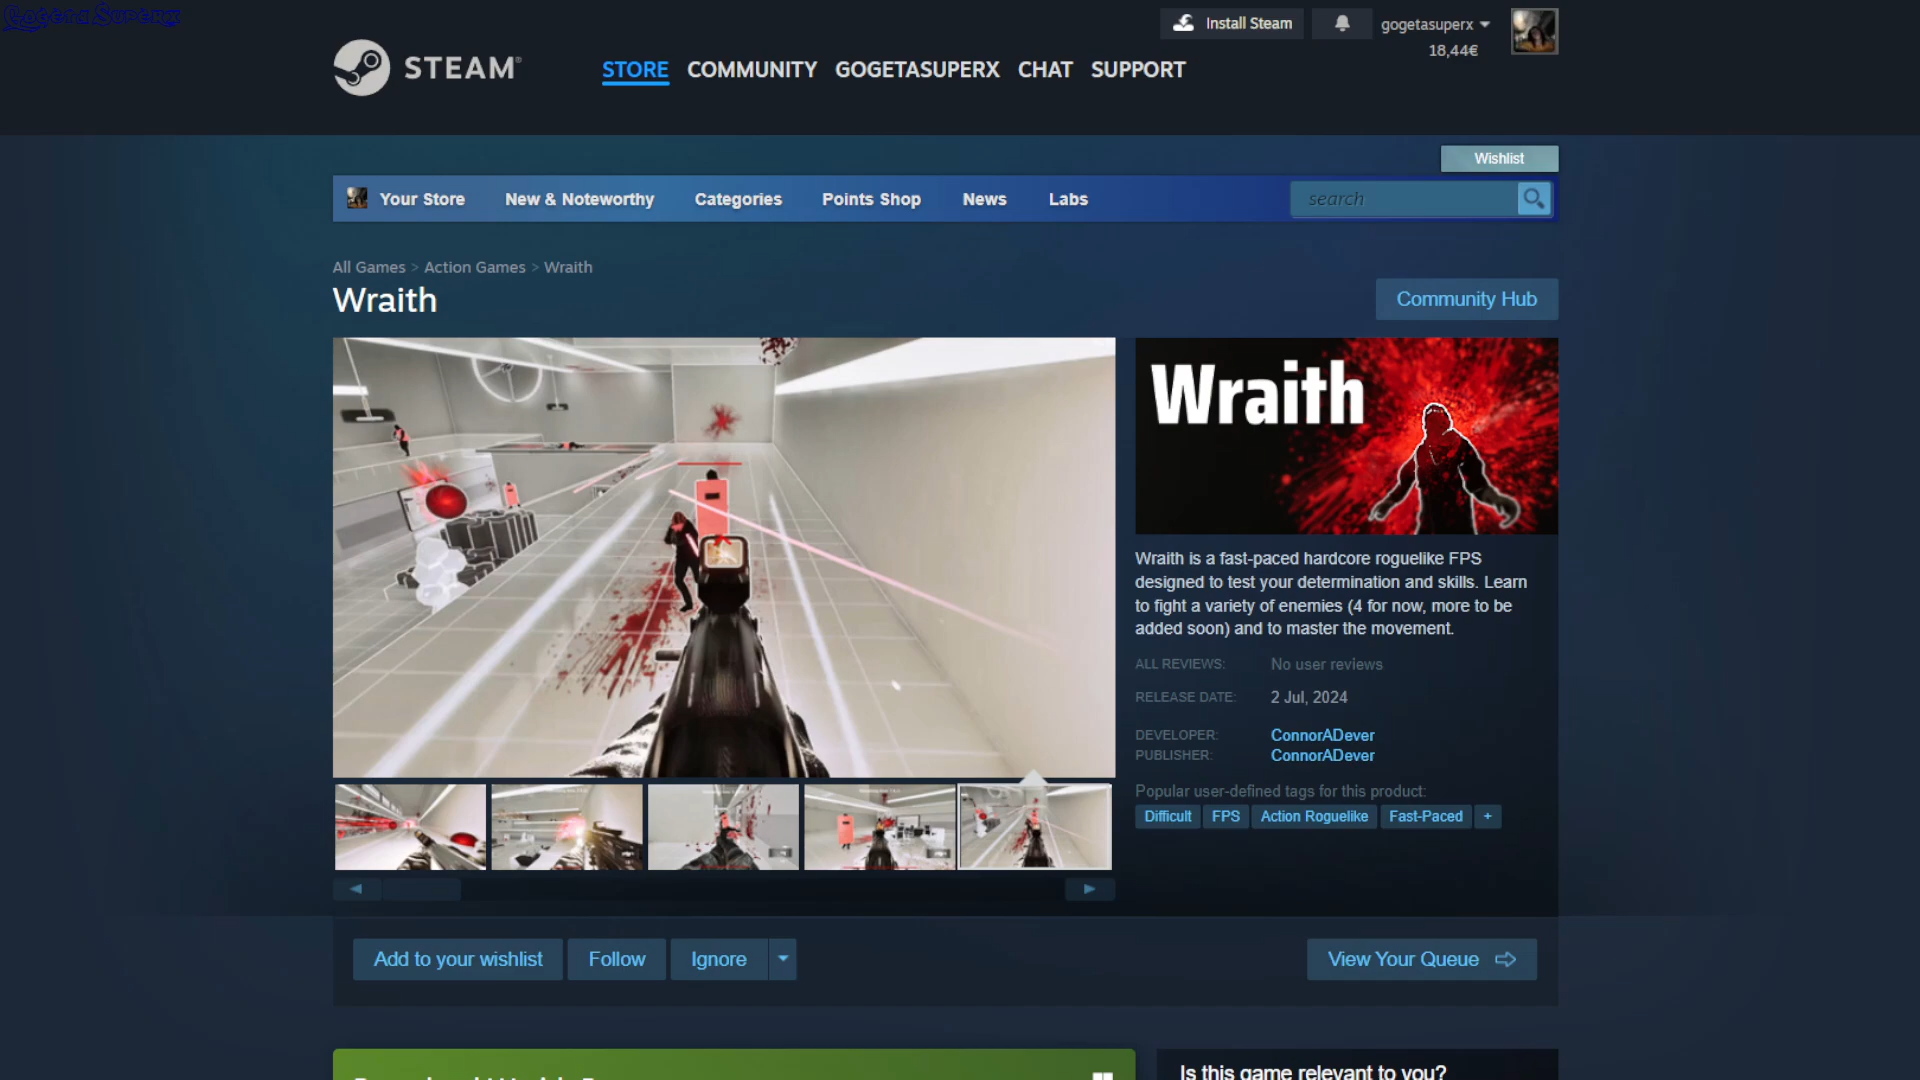 Gogeta Superx
Install Steam
gogetasuperx
18,44€
STEAM®
STORE COMMUNITY GOGETASUPERX CHAT SUPPORT
Wishlist
Your Store New & Noteworthy Categories Points Shop News Labs search
All Games > Action Games > Wraith
Wraith
Community Hub
Wraith
Wraith is a fast-paced hardcore roguelike FPS
designed to test your determination and skills. Learn
to fight a variety of enemies (4 for now, more to be
added soon) and to master the movement.
ALL REVIEWS: No user reviews
RELEASE DATE: 2 Jul, 2024
DEVELOPER: ConnorADever
PUBLISHER: ConnorADever
Popular user-defined tags for this product:
Difficult FPS Action Roguelike Fast-Paced +
Add to your wishlist Follow Ignore View Your Queue
Is this game relevant to you?